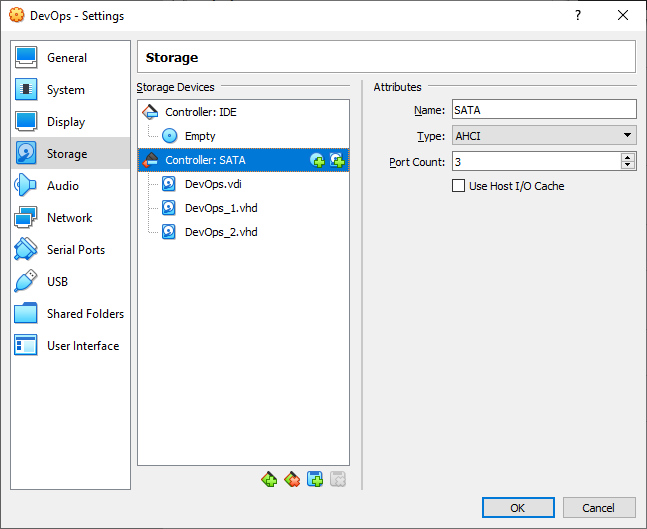 DevOps - Settings
?
General
System
Display
Storage
Audio
Network
Serial Ports
USB
Shared Folders
User Interface
Storage
Storage Devices
Controller: IDE
Empty
Controller: SATA
DevOps.vdi
DevOps_1.vhd
DevOps_2.vhd
Attributes
Name: SATA
Type: AHCI
Port Count: 3
Use Host I/O Cache
OK
Cancel